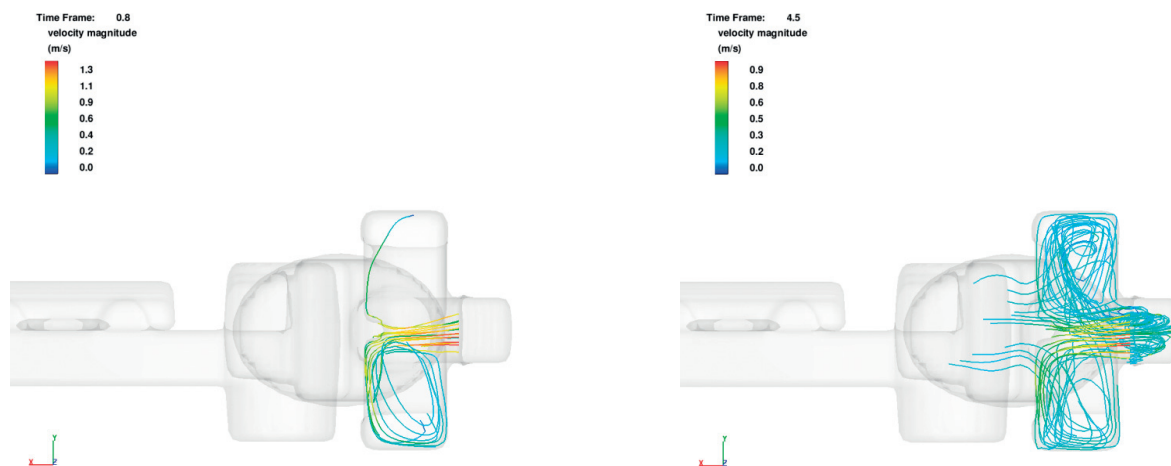 Time Frame: 0.8
velocity magnitude
(m/s)
1.3
1.1
0.9
0.6
0.4
0.2
0.0
X
Y
Z
Time Frame: 4.5
velocity magnitude
(m/s)
0.9
0.8
0.6
0.5
0.3
0.2
0.0
X
Y
Z